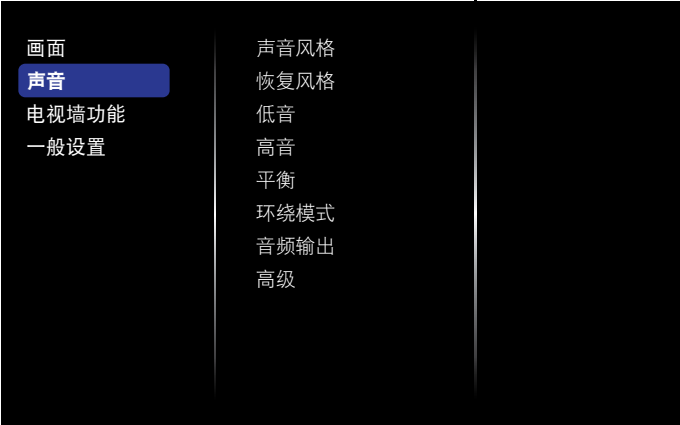 画面
声音
电视墙功能
一般设置
声音风格
恢复风格
低音
高音
平衡
环绕模式
音频输出
高级